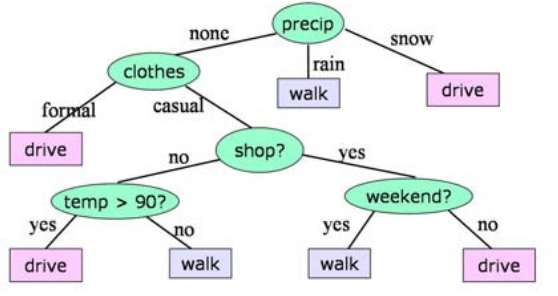 precip
none
snow
rain
clothes
walk
drive
formal
casual
drive
shop?
no
yes
temp > 90?
weekend?
yes
no
yes
no
drive
walk
walk
drive